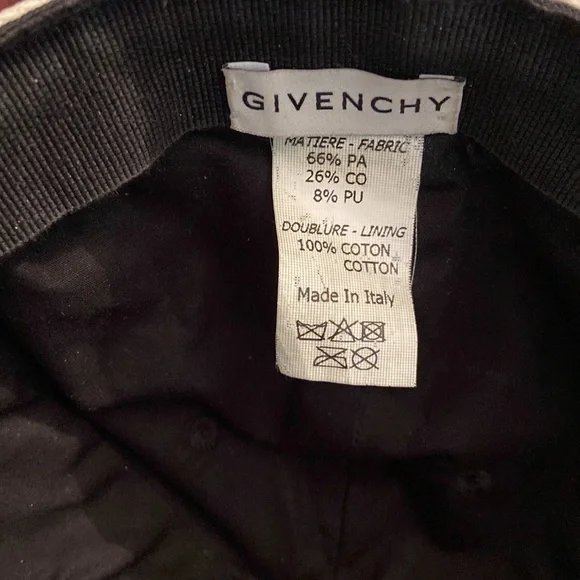 GIVENCHY
MATIERE - FABRIC
66% PA
26% CO
8% PU
DOUBLURE - LINING
100% COTON
COTTON
Made In Italy